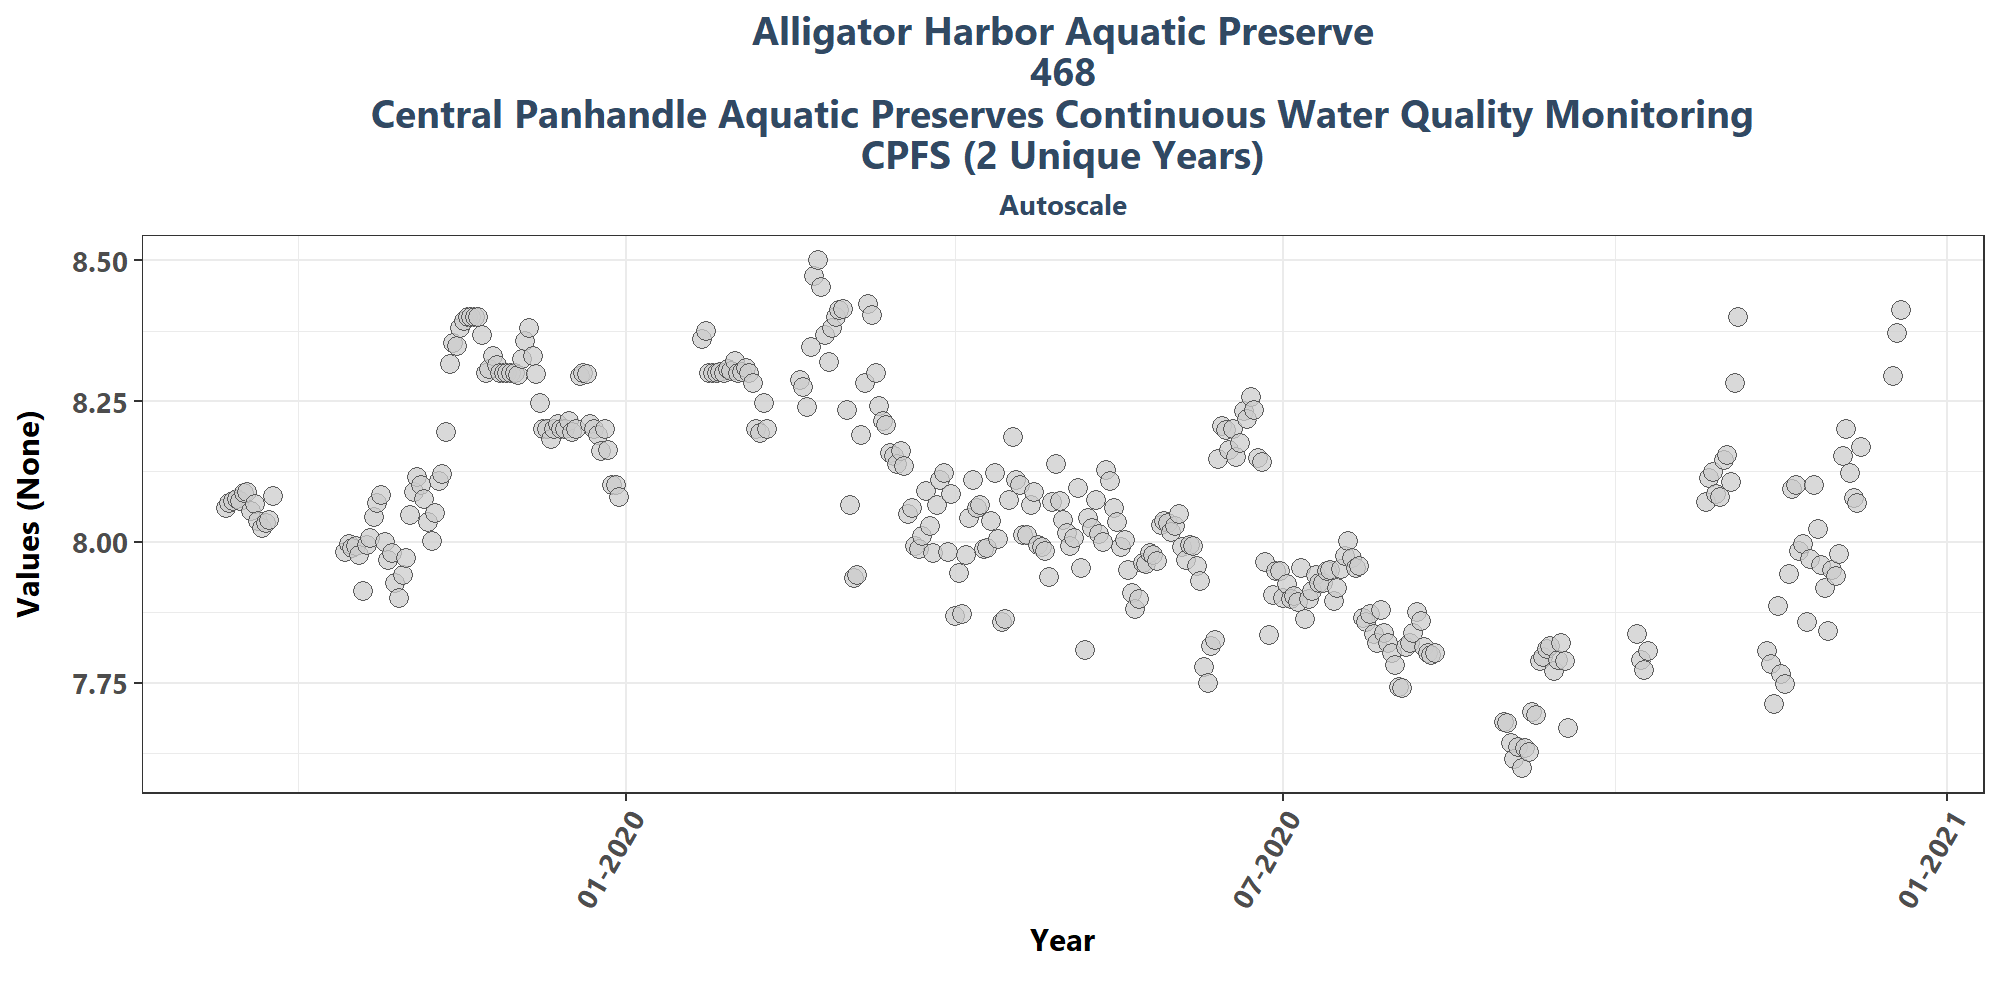 Alligator Harbor Aquatic Preserve
468
Central Panhandle Aquatic Preserves Continuous Water Quality Monitoring
CPFS (2 Unique Years)
Autoscale
8.50
8.25
8.00
7.75
Values (None)
01-2020
07-2020
01-2021
Year